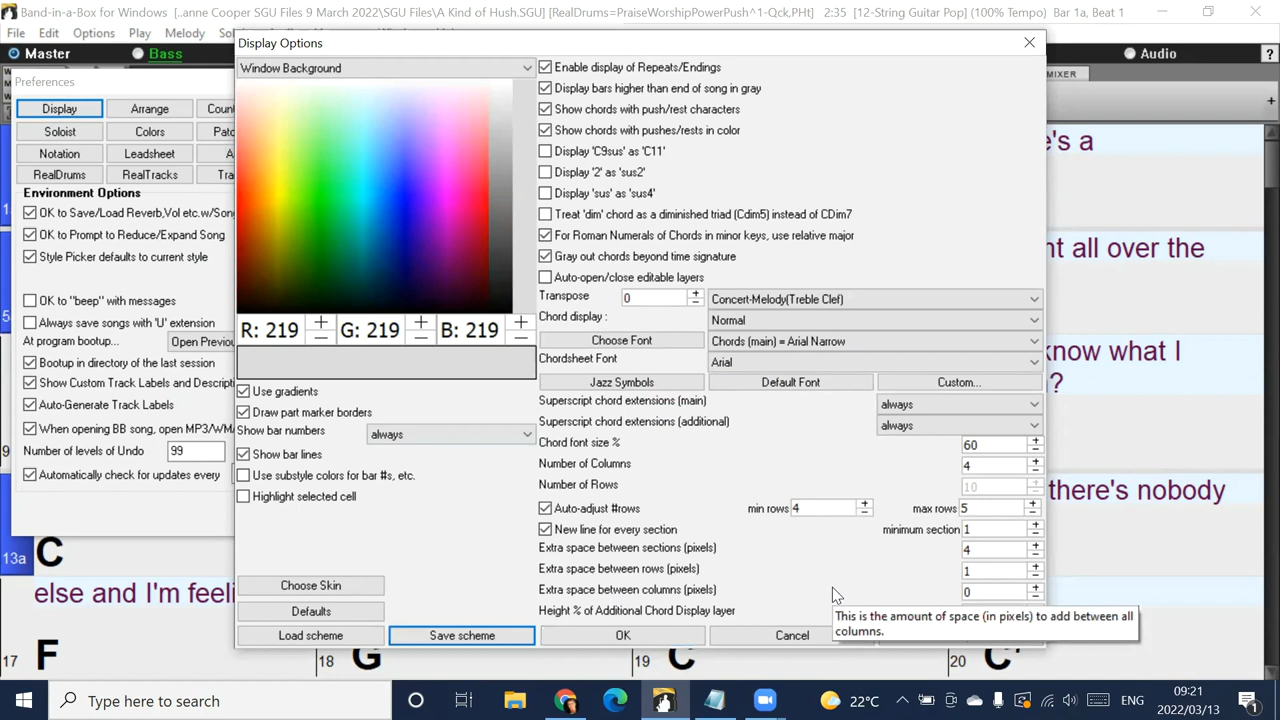 Band-in-a-Box for Windows [..anne Cooper SGU Files 9 March 2022\SGU Files\A Kind of Hush.SGU] [RealDrums=PraiseWorshipPowerPush^1-Qck,PHt] 2:35 [12-String Guitar Pop] (100% Tempo) Bar 1a, Beat 1
File Edit Options Play Melody
Master Bass Audio ?
Display Options
MIXER
Preferences
Window Background
Enable display of Repeats/Endings
Display bars higher than end of song in gray
Display Arrange
Show chords with push/rest characters
Soloist Colors
Show chords with pushes/rests in color
Notation Leadsheet
Display 'C9sus' as 'C11'
RealDrums RealTracks
Display '2' as 'sus2'
Environment Options
Display 'sus' as 'sus4'
OK to Save/Load Reverb,Vol etc.w/Song
Treat 'dim' chord as a diminished triad (Cdim5) instead of CDim7
OK to Prompt to Reduce/Expand Song
For Roman Numerals of Chords in minor keys, use relative major
Style Picker defaults to current style
Gray out chords beyond time signature
Auto-open/close editable layers
OK to "beep" with messages
Transpose 0 Concert-Melody(Treble Clef)
Always save songs with 'U' extension
R: 219 G: 219 B: 219
Chord display : Normal
At program bootup... Open Previou
Choose Font Chords (main) = Arial Narrow
Bootup in directory of the last session
Chordsheet Font Arial
Show Custom Track Labels and Descript
Jazz Symbols Default Font Custom...
Use gradients
Auto-Generate Track Labels
Superscript chord extensions (main) always
Draw part marker borders
When opening BB song, open MP3/WMA
Superscript chord extensions (additional) always
Show bar numbers always
Number of levels of Undo 99
Chord font size % 60
Show bar lines
Number of Columns 4
Automatically check for updates every
Use substyle colors for bar #s, etc.
Number of Rows 10
Highlight selected cell
Auto-adjust #rows min rows 4 max rows 5
New line for every section minimum section 1
Extra space between sections (pixels) 4
Extra space between rows (pixels) 1
Choose Skin
Extra space between columns (pixels) 0
Defaults
Height % of Additional Chord Display layer
Load scheme Save scheme OK Cancel
This is the amount of space (in pixels) to add between all
columns.
e's a
nt all over the
know what I
?
there's nobody
5
9
13a C
else and I'm feeli
17 F 18 G 19 C 20 C
Type here to search 22°C ENG 09:21
2022/03/13
1